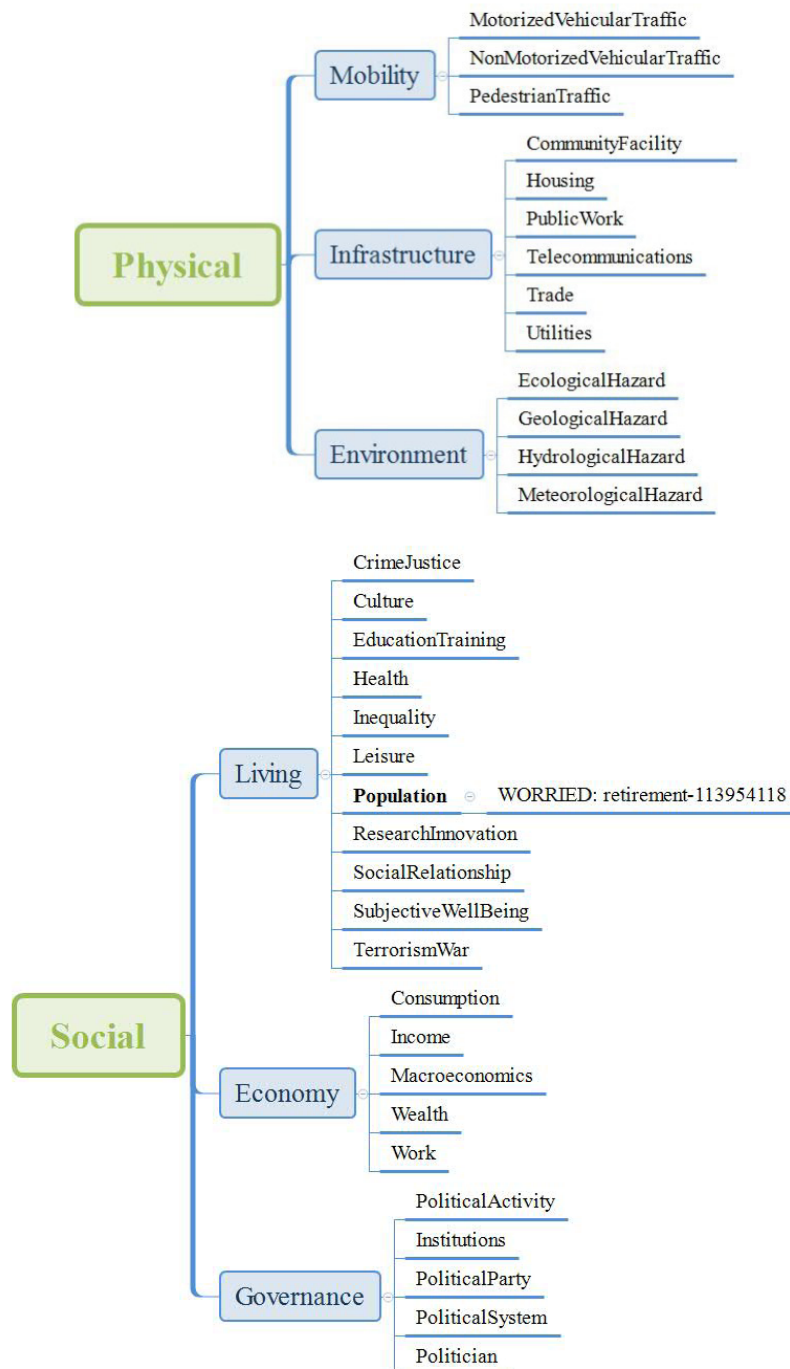 Physical
Mobility
MotorizedVehicularTraffic
NonMotorizedVehicularTraffic
PedestrianTraffic
Infrastructure
CommunityFacility
Housing
PublicWork
Telecommunications
Trade
Utilities
Environment
EcologicalHazard
GeologicalHazard
HydrologicalHazard
MeteorologicalHazard
Social
Living
CrimeJustice
Culture
EducationTraining
Health
Inequality
Leisure
Population
WORRIED: retirement-113954118
ResearchInnovation
SocialRelationship
SubjectiveWellBeing
TerrorismWar
Economy
Consumption
Income
Macroeconomics
Wealth
Work
Governance
PoliticalActivity
Institutions
PoliticalParty
PoliticalSystem
Politician